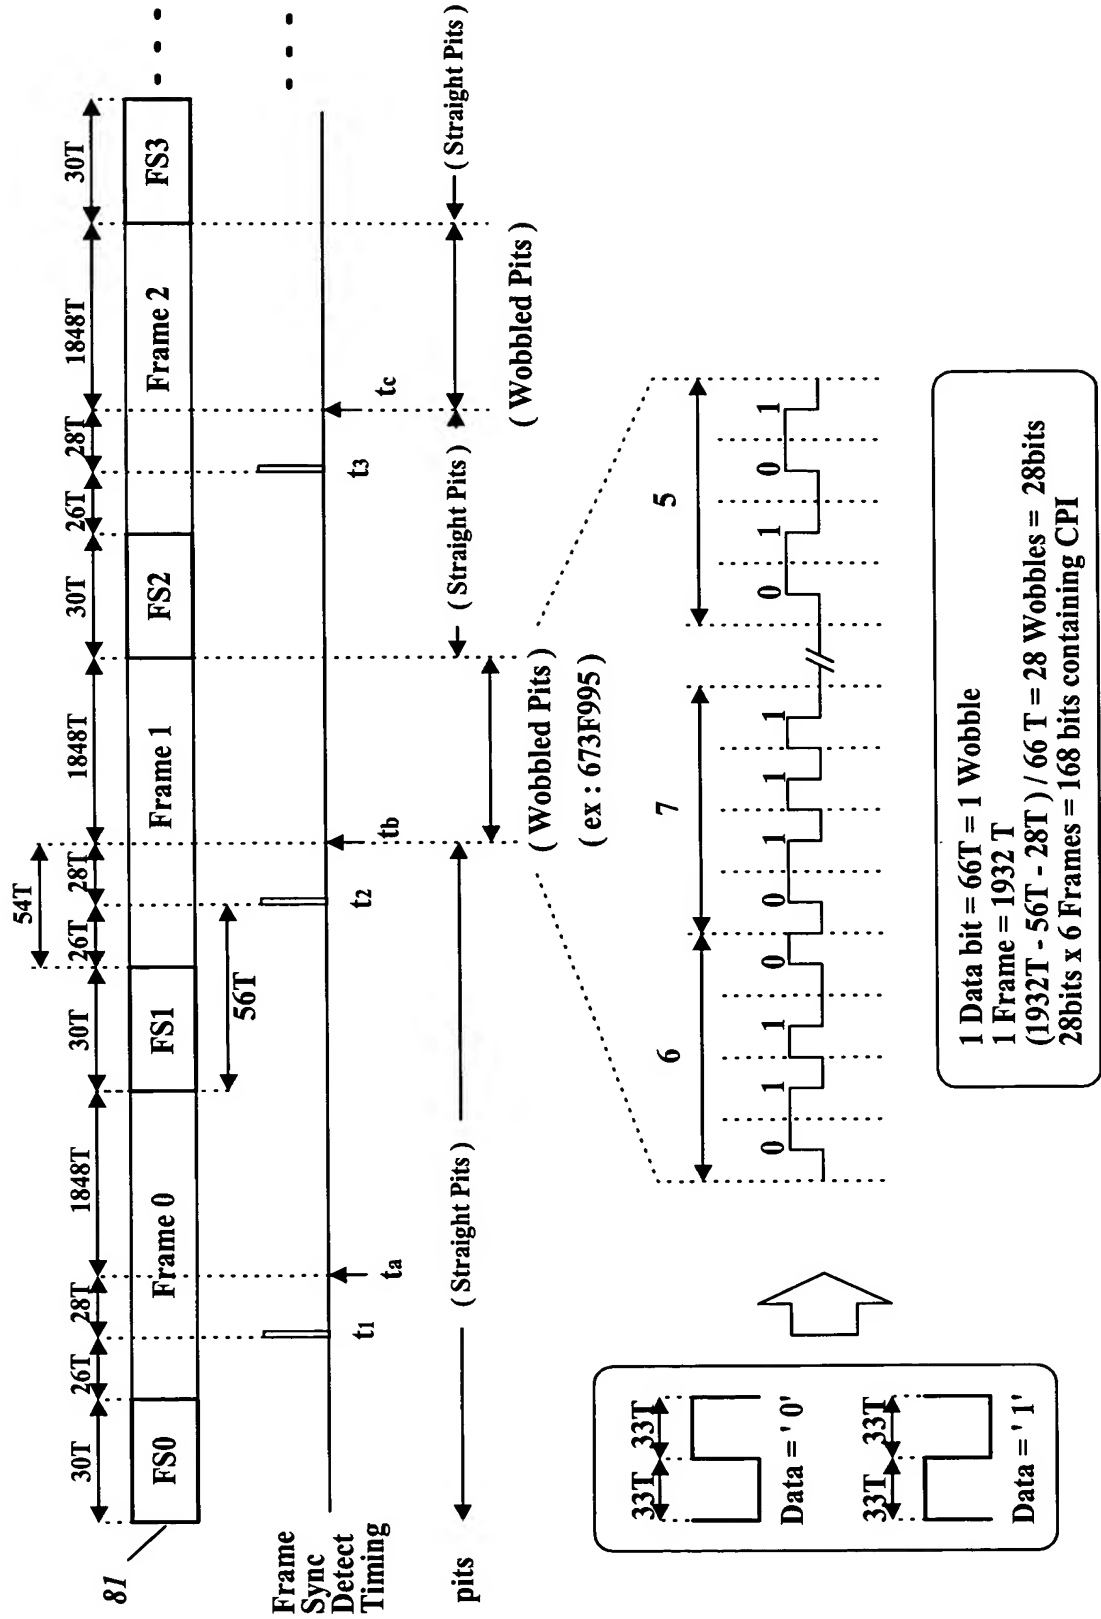 81
30T 26T 28T 1848T 30T 26T 28T 1848T 30T 26T 28T 1848T 30T
54T
FS0 Frame 0 FS1 Frame 1 FS2 Frame 2 FS3
56T
Frame
Sync
Detect
Timing
t1 ta t2 tb t3 tc
pits
( Straight Pits )
( Straight Pits )
( Straight Pits )
( Wobbled Pits )
( ex : 673F995 )
( Wobbled Pits )
6 7 5
0 1 1 0 0 1 1 1 0 1 0 1
33T 33T
Data = '0'
33T 33T
Data = '1'
1 Data bit = 66T = 1 Wobble
1 Frame = 1932 T
(1932T - 56T - 28T ) / 66 T = 28 Wobbles = 28bits
28bits x 6 Frames = 168 bits containing CPI